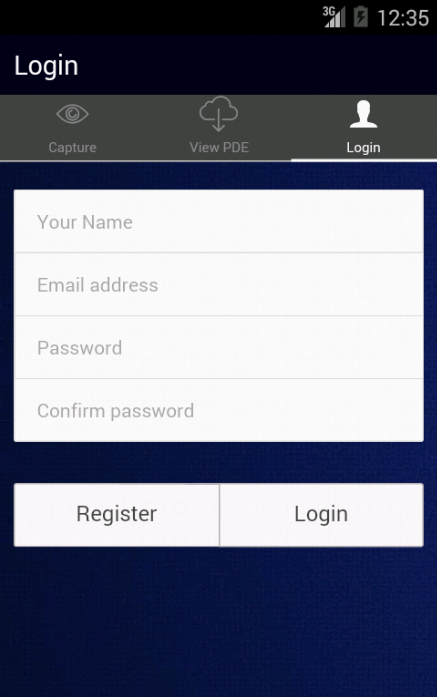 3G 12:35
Login
Capture View PDE Login
Your Name
Email address
Password
Confirm password
Register Login